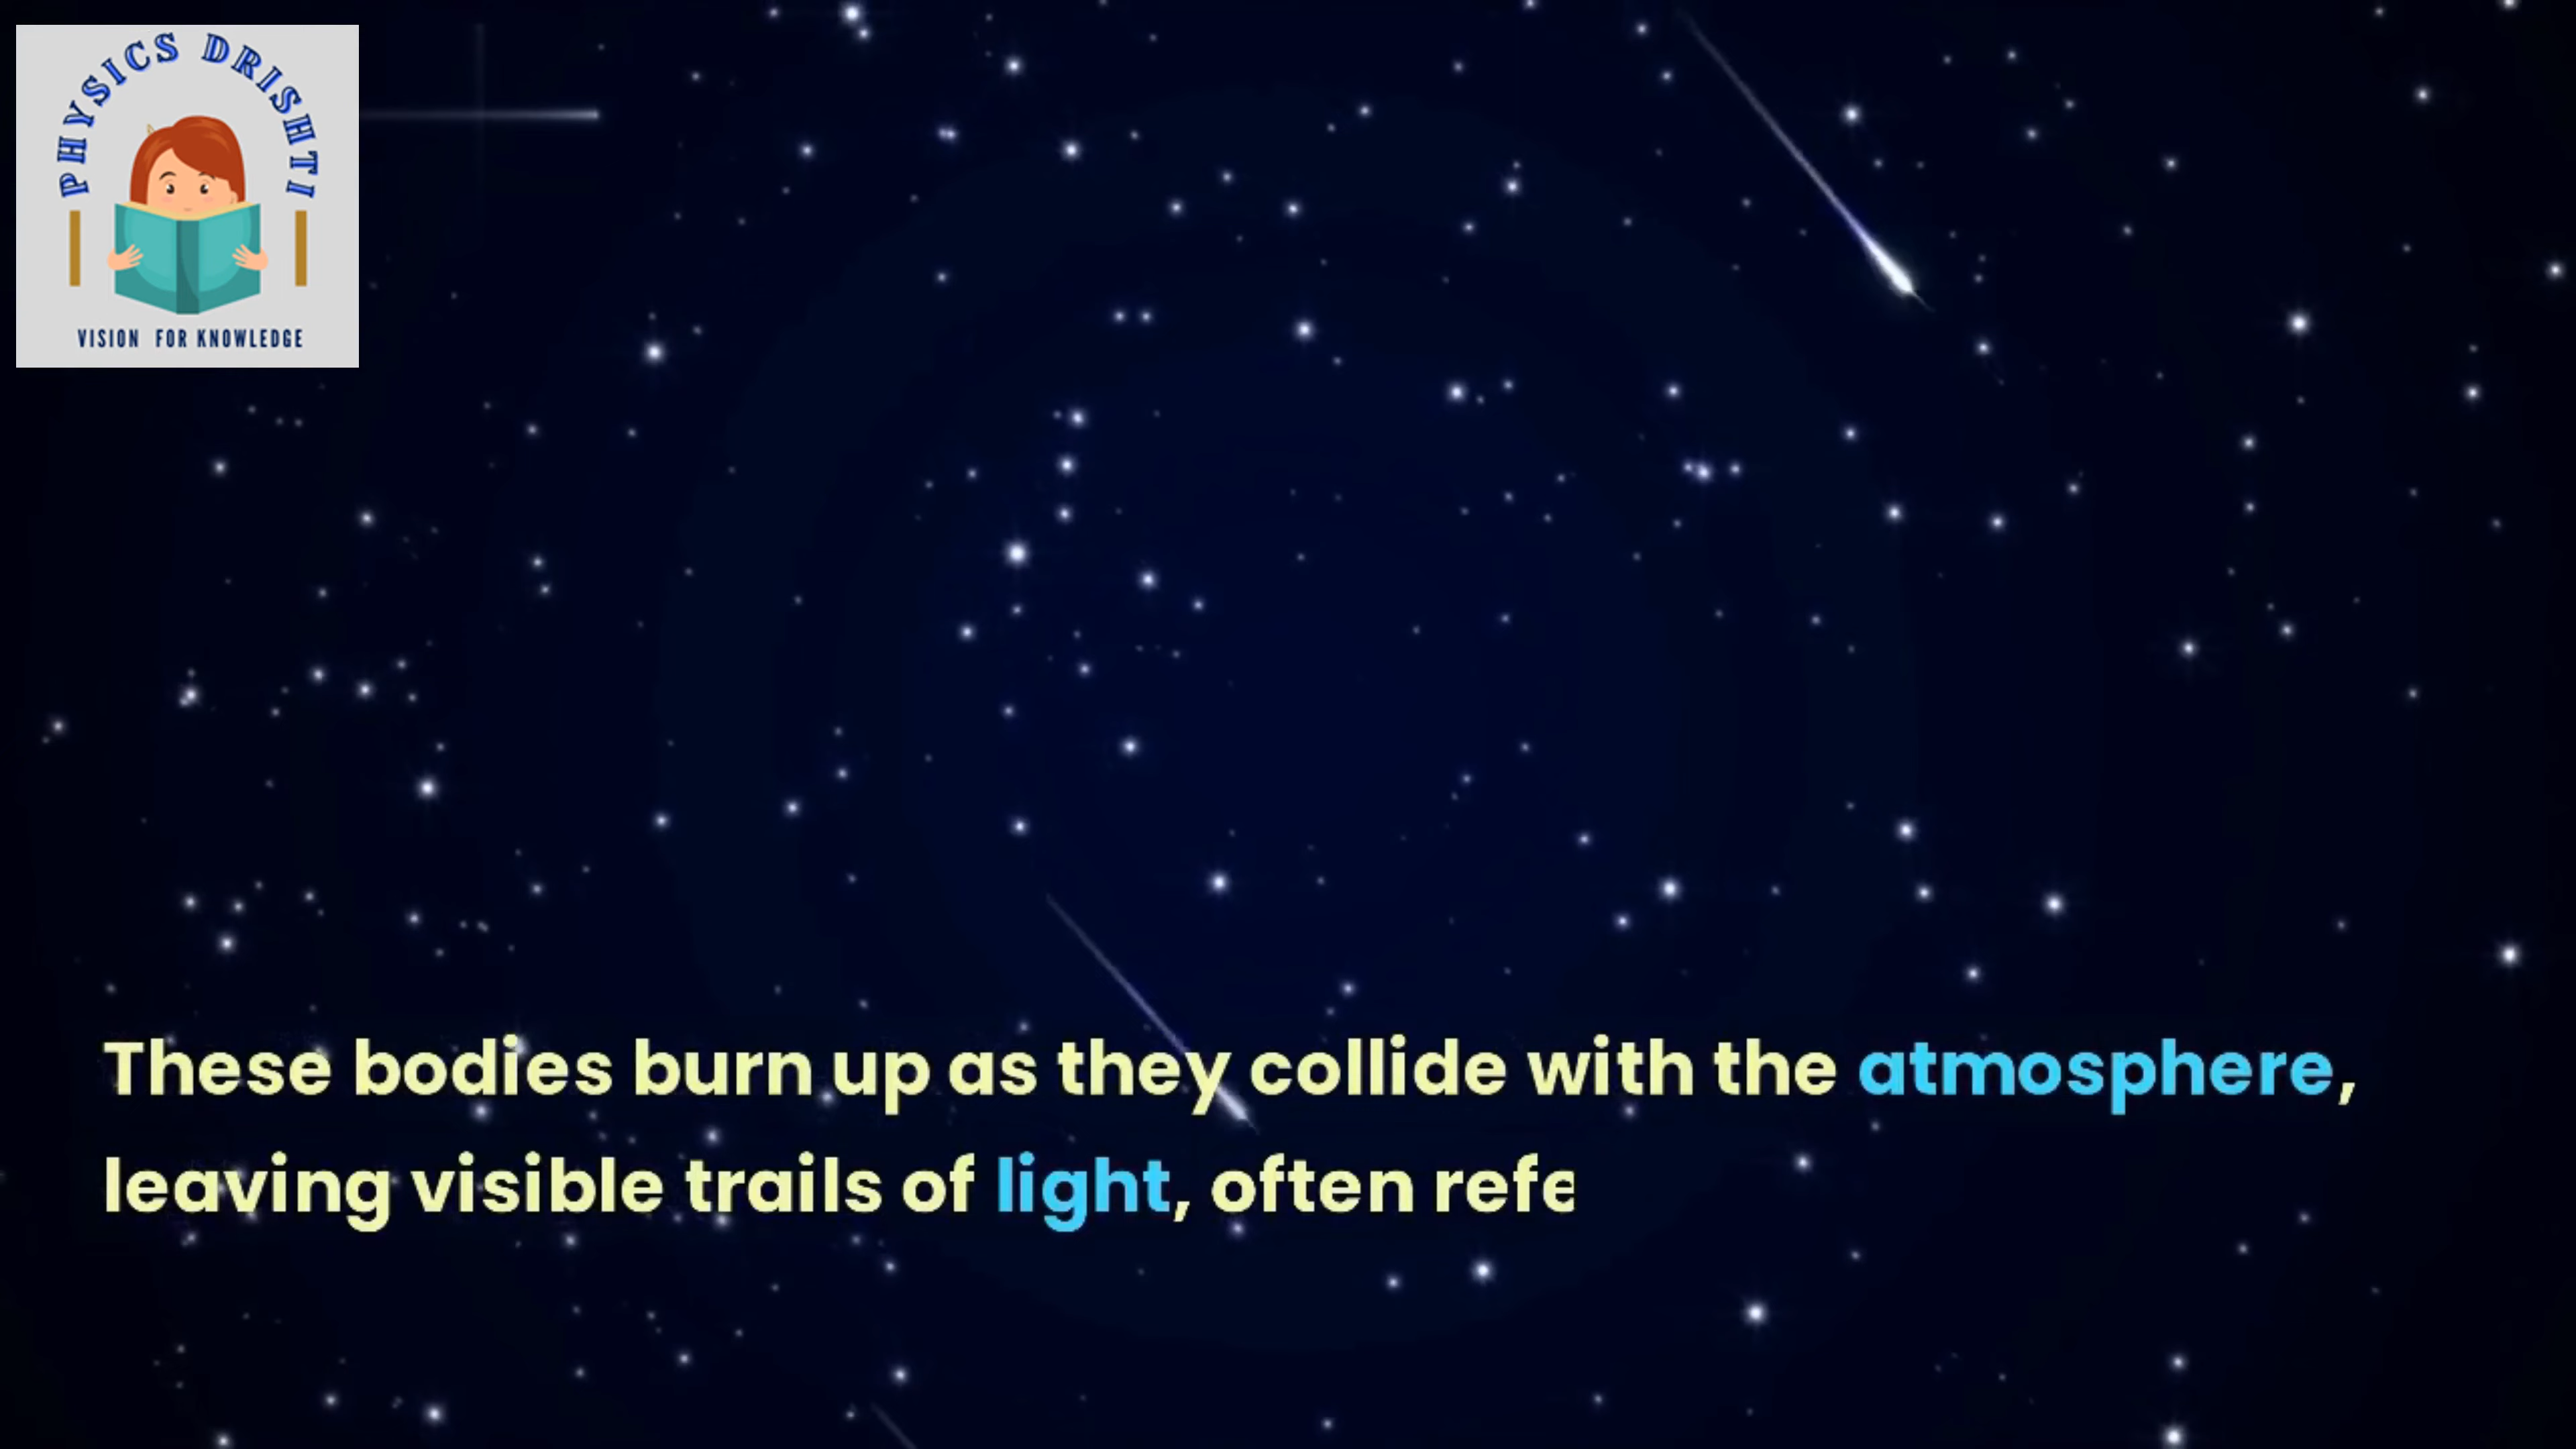 PHYSICS DRISHTI
VISION FOR KNOWLEDGE
These bodies burn up as they collide with the atmosphere,
leaving visible trails of light, often refe